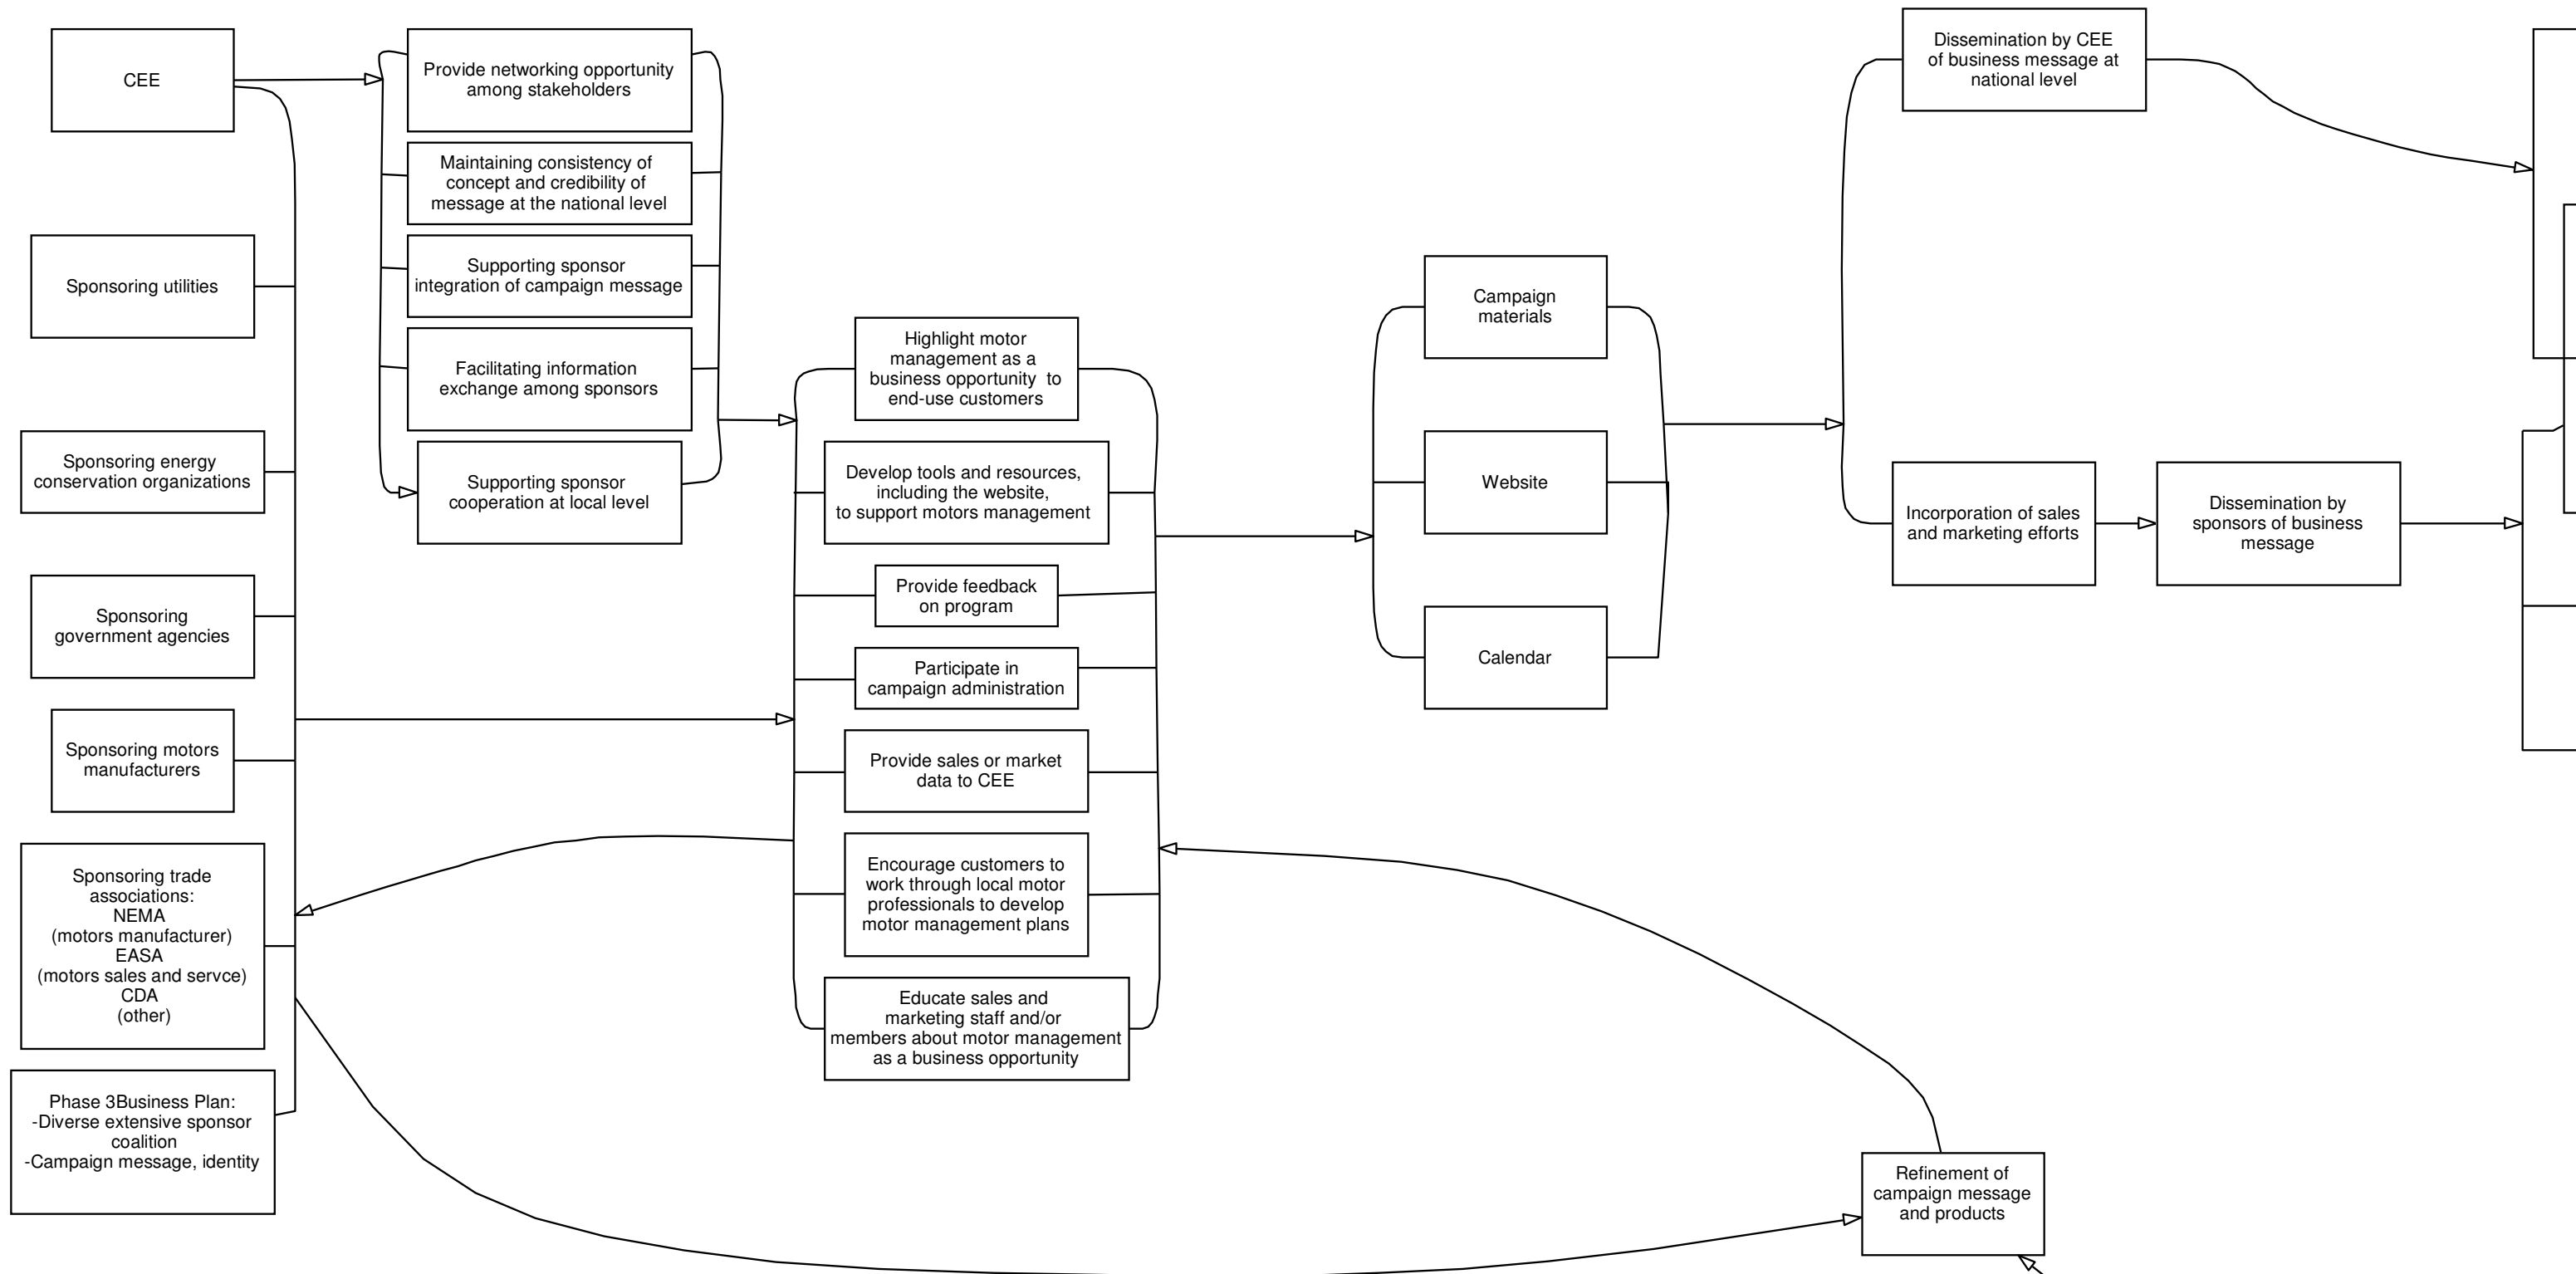 CEE
Sponsoring utilities
Sponsoring energy
conservation organizations
Sponsoring
government agencies
Sponsoring motors
manufacturers
Sponsoring trade
associations:
NEMA
(motors manufacturer)
EASA
(motors sales and servce)
CDA
(other)
Phase 3Business Plan:
-Diverse extensive sponsor
coalition
-Campaign message, identity
Provide networking opportunity
among stakeholders
Maintaining consistency of
concept and credibility of
message at the national level
Supporting sponsor
integration of campaign message
Facilitating information
exchange among sponsors
Supporting sponsor
cooperation at local level
Highlight motor
management as a
business opportunity  to
end-use customers
Develop tools and resources,
including the website,
to support motors management
Provide feedback
on program
Participate in
campaign administration
Provide sales or market
data to CEE
Encourage customers to
work through local motor
professionals to develop
motor management plans
Educate sales and
marketing staff and/or
members about motor management
as a business opportunity
Campaign
materials
Website
Calendar
Dissemination by CEE
of business message at
national level
Incorporation of sales
and marketing efforts
Dissemination by
sponsors of business
message
Refinement of
campaign message
and products